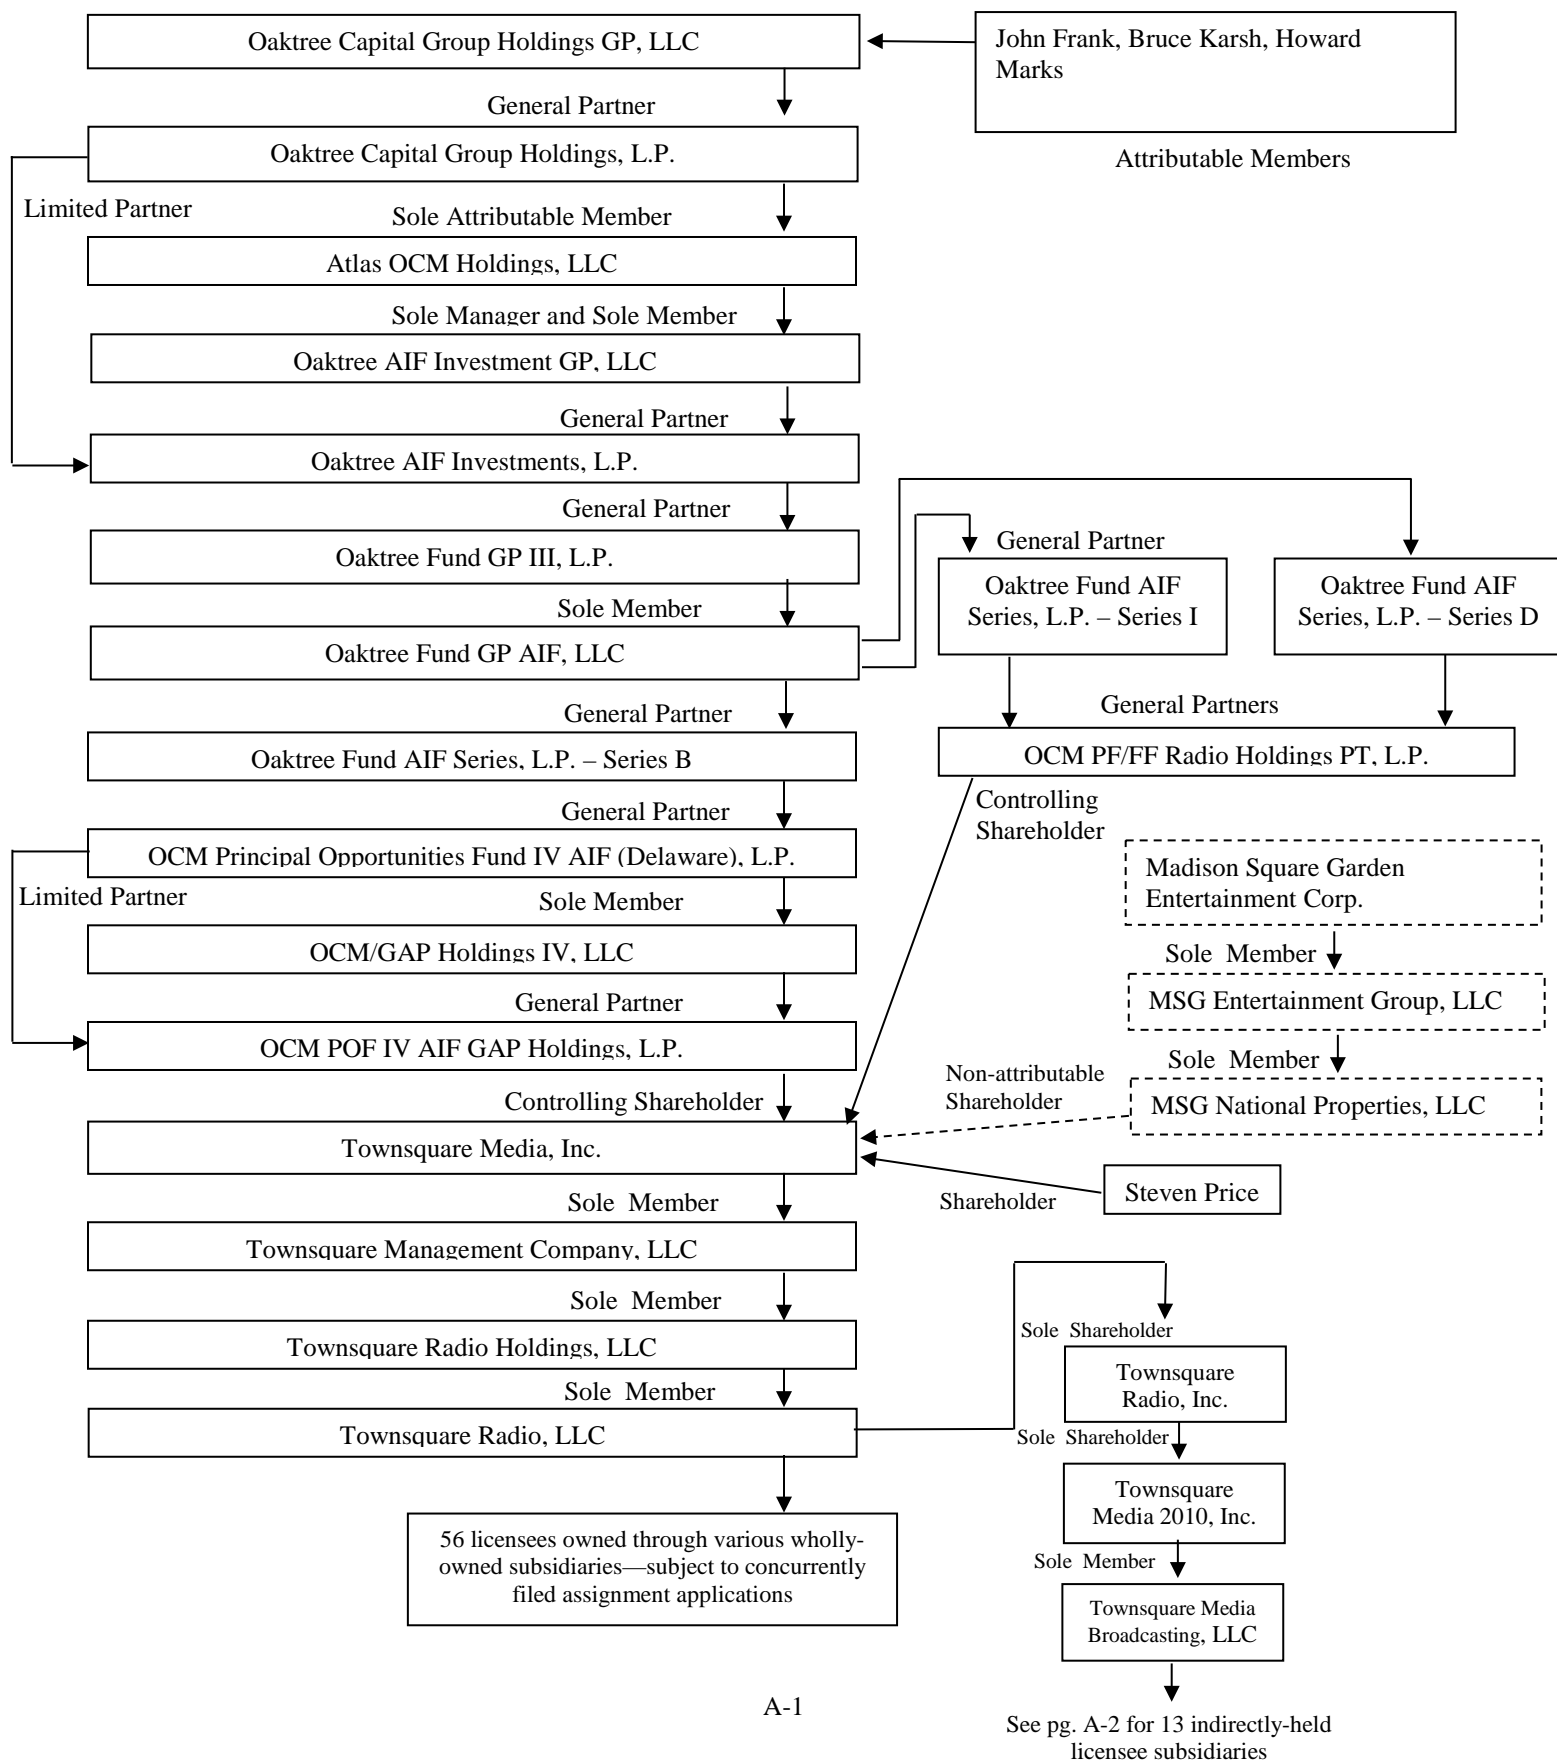 Oaktree Capital Group Holdings GP, LLC
John Frank, Bruce Karsh, Howard
Marks
General Partner
Oaktree Capital Group Holdings, L.P.
Attributable Members
Limited Partner
Sole Attributable Member
Atlas OCM Holdings, LLC
Sole Manager and Sole Member
Oaktree AIF Investment GP, LLC
General Partner
Oaktree AIF Investments, L.P.
General Partner
Oaktree Fund GP III, L.P.
General Partner
Oaktree Fund AIF
Series, L.P. – Series I
Oaktree Fund AIF
Series, L.P. – Series D
Sole Member
Oaktree Fund GP AIF, LLC
General Partner
General Partners
Oaktree Fund AIF Series, L.P. – Series B
OCM PF/FF Radio Holdings PT, L.P.
General Partner
Controlling
Shareholder
OCM Principal Opportunities Fund IV AIF (Delaware), L.P.
Madison Square Garden
Entertainment Corp.
Limited Partner
Sole Member
OCM/GAP Holdings IV, LLC
Sole Member
General Partner
MSG Entertainment Group, LLC
OCM POF IV AIF GAP Holdings, L.P.
Sole Member
Non-attributable
Shareholder
Controlling Shareholder
MSG National Properties, LLC
Townsquare Media, Inc.
Sole Member
Shareholder
Steven Price
Townsquare Management Company, LLC
Sole Member
Townsquare Radio Holdings, LLC
Sole Shareholder
Sole Member
Townsquare
Radio, Inc.
Townsquare Radio, LLC
Sole Shareholder
Townsquare
Media 2010, Inc.
56 licensees owned through various wholly-
owned subsidiaries—subject to concurrently
filed assignment applications
Sole Member
Townsquare Media
Broadcasting, LLC
A-1
See pg. A-2 for 13 indirectly-held
licensee subsidiaries